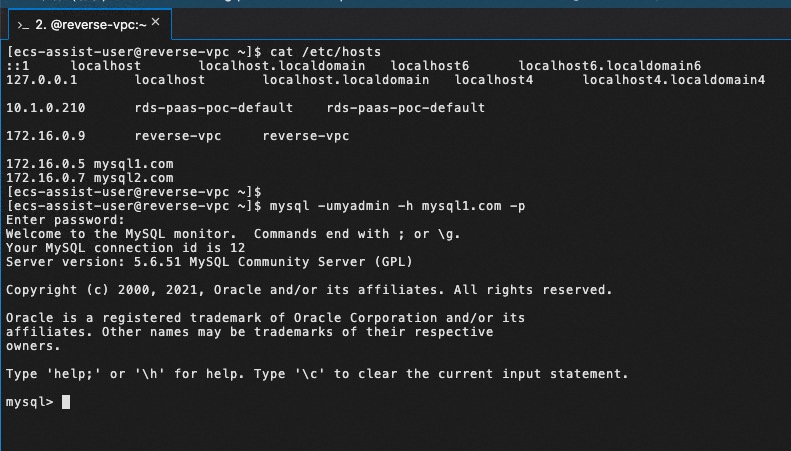 >_ 2. @reverse-vpc:~ ×
[ecs-assist-user@reverse-vpc ~]$ cat /etc/hosts
::1 localhost localhost.localdomain localhost6 localhost6.localdomain6
127.0.0.1 localhost localhost.localdomain localhost4 localhost4.localdomain4
10.1.0.210 rds-paas-poc-default rds-paas-poc-default
172.16.0.9 reverse-vpc reverse-vpc
172.16.0.5 mysql1.com
172.16.0.7 mysql2.com
[ecs-assist-user@reverse-vpc ~]$
[ecs-assist-user@reverse-vpc ~]$ mysql -umyadmin -h mysql1.com -p
Enter password:
Welcome to the MySQL monitor.  Commands end with ; or \g.
Your MySQL connection id is 12
Server version: 5.6.51 MySQL Community Server (GPL)
Copyright (c) 2000, 2021, Oracle and/or its affiliates. All rights reserved.
Oracle is a registered trademark of Oracle Corporation and/or its
affiliates. Other names may be trademarks of their respective
owners.
Type 'help;' or '\h' for help. Type '\c' to clear the current input statement.
mysql>